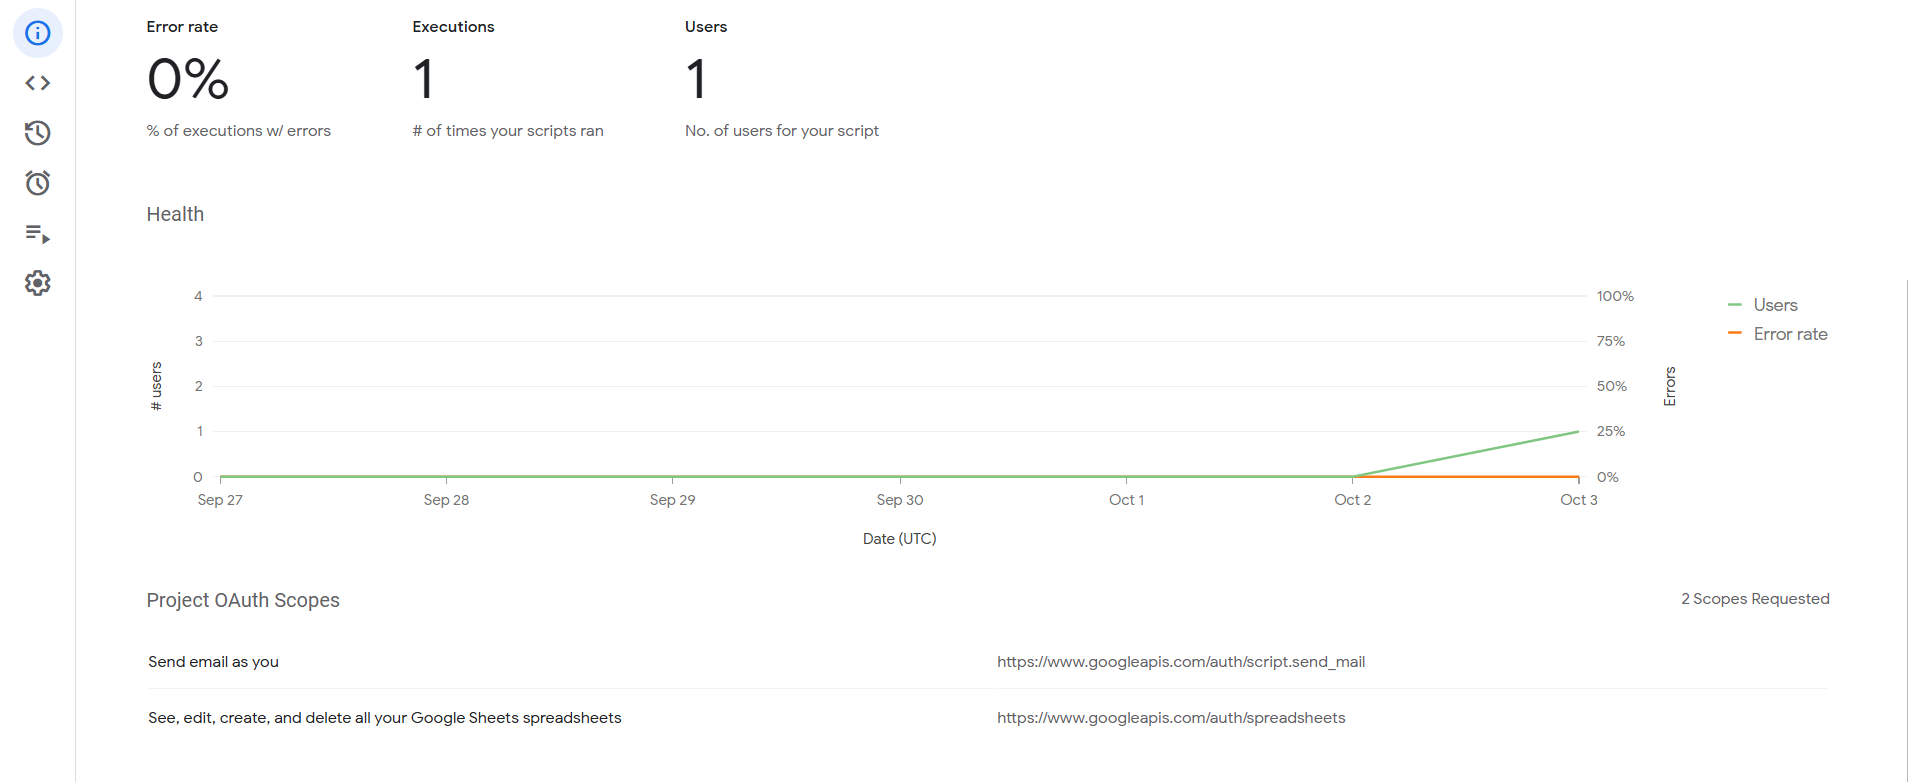 Error rate
Executions
Users
0%
1
1
% of executions w/ errors
# of times your scripts ran
No. of users for your script
Health
4
3
2
1
0
# users
100%
75%
50%
25%
0%
Errors
Users
Error rate
Sep 27
Sep 28
Sep 29
Sep 30
Oct 1
Oct 2
Oct 3
Date (UTC)
Project OAuth Scopes
2 Scopes Requested
Send email as you
https://www.googleapis.com/auth/script.send_mail
See, edit, create, and delete all your Google Sheets spreadsheets
https://www.googleapis.com/auth/spreadsheets